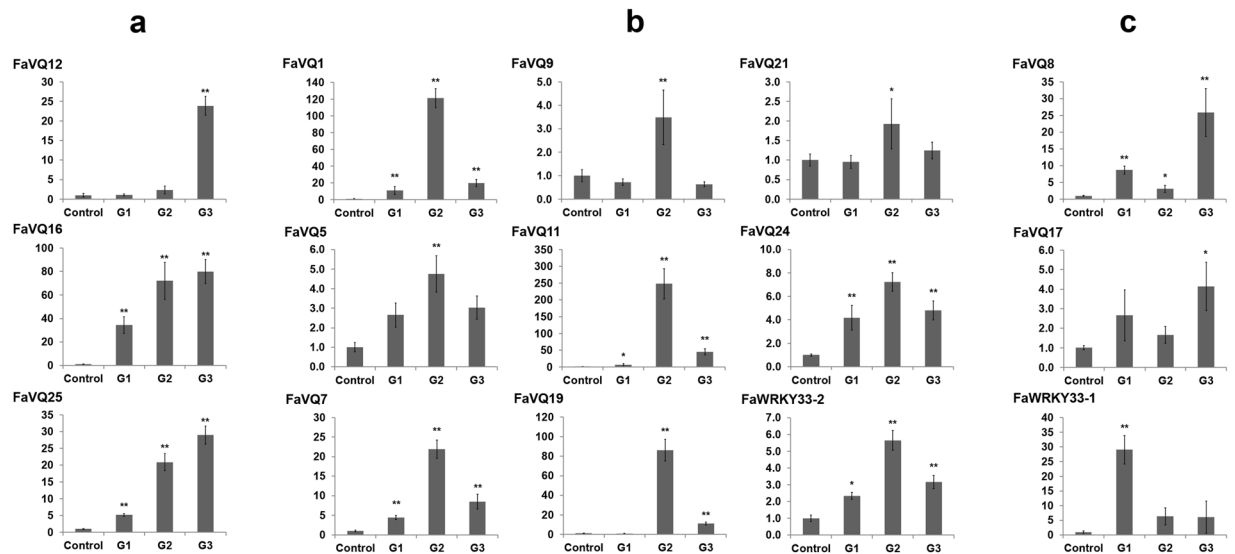 a b c
FaVQ12
30
25
20
15
10
5
0
**
Control G1 G2 G3
FaVQ1
140
120
100
80
60
40
20
0
** ** **
Control G1 G2 G3
FaVQ9
5.0
4.0
3.0
2.0
1.0
0.0
**
Control G1 G2 G3
FaVQ21
3.0
2.5
2.0
1.5
1.0
0.5
0.0
*
Control G1 G2 G3
FaVQ8
35
30
25
20
15
10
5
0
** * **
Control G1 G2 G3
FaVQ16
100
80
60
40
20
0
** ** **
Control G1 G2 G3
FaVQ5
6.0
5.0
4.0
3.0
2.0
1.0
0.0
**
Control G1 G2 G3
FaVQ11
350
300
250
200
150
100
50
0
* ** **
Control G1 G2 G3
FaVQ24
10.0
8.0
6.0
4.0
2.0
0.0
** ** **
Control G1 G2 G3
FaVQ17
6.0
5.0
4.0
3.0
2.0
1.0
0.0
*
Control G1 G2 G3
FaVQ25
35
30
25
20
15
10
5
0
** ** **
Control G1 G2 G3
FaVQ7
30
25
20
15
10
5
0
** ** **
Control G1 G2 G3
FaVQ19
120
100
80
60
40
20
0
** **
Control G1 G2 G3
FaWRKY33-2
7.0
6.0
5.0
4.0
3.0
2.0
1.0
0.0
* ** **
Control G1 G2 G3
FaWRKY33-1
40
35
30
25
20
15
10
5
0
**
Control G1 G2 G3